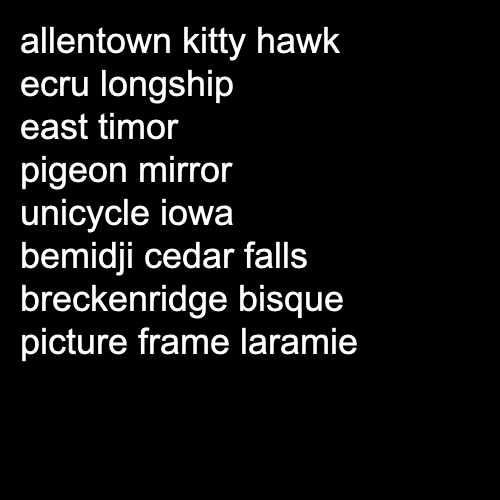 allentown kitty hawk
ecru longship
east timor
pigeon mirror
unicycle iowa
bemidji cedar falls
breckenridge bisque
picture frame laramie